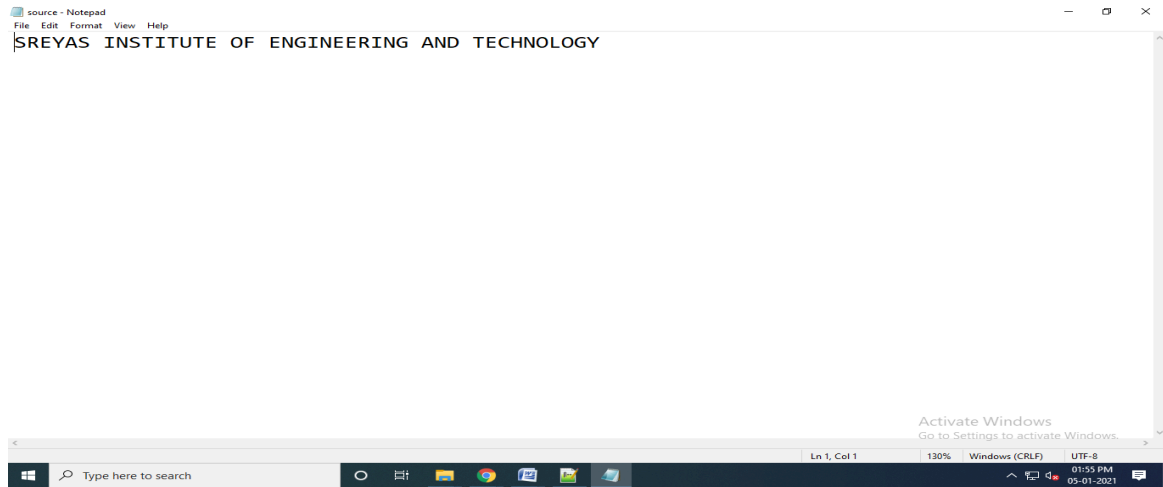 source - Notepad
File Edit Format View Help
SREYAS INSTITUTE OF ENGINEERING AND TECHNOLOGY
Activate Windows
Go to Settings to activate Windows.
Ln 1, Col 1 130% Windows (CRLF) UTF-8
Type here to search
01:55 PM
05-01-2021